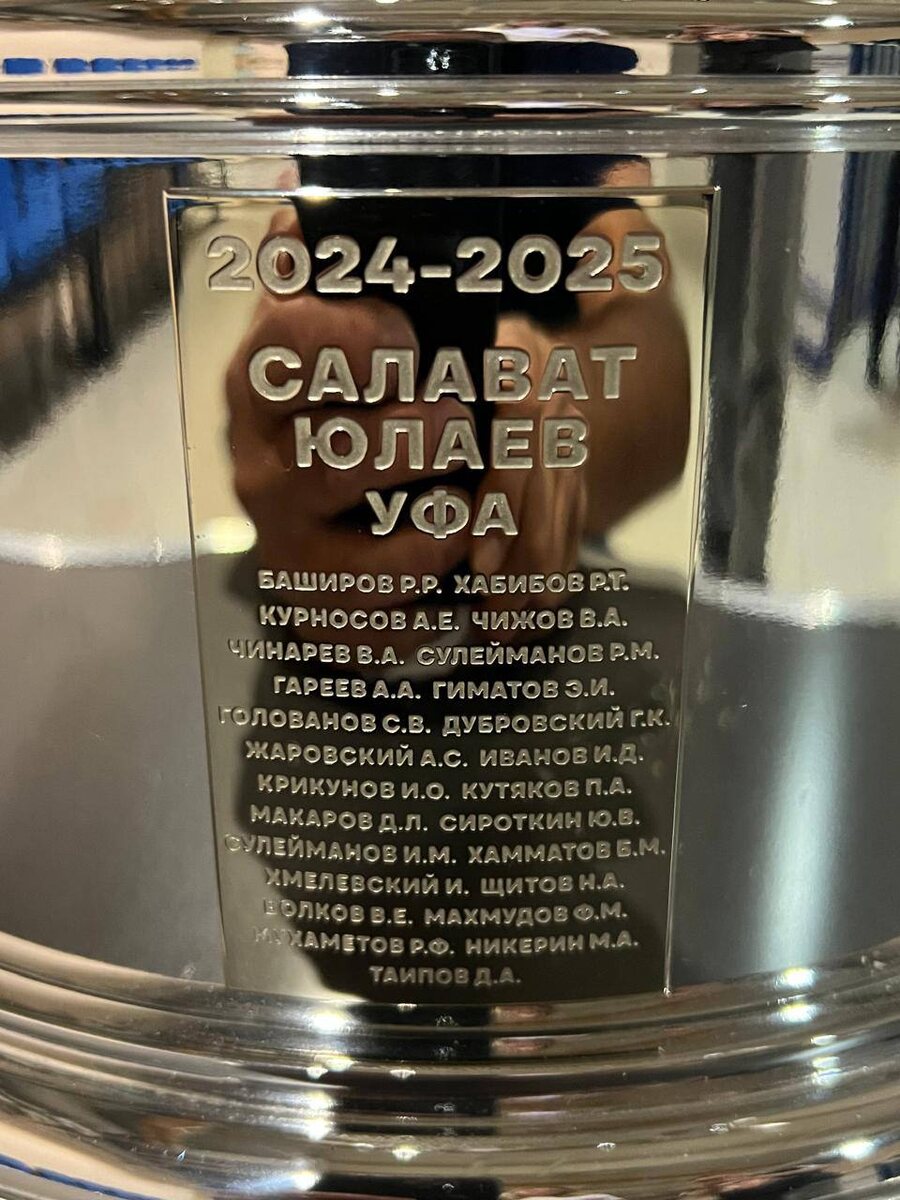 2024-2025
САЛАВАТ
ЮЛАЕВ
УФА
БАШИРОВ Р.Р. ХАБИБОВ Р.Т.
КУРНОСОВ А.Е. ЧИЖОВ В.А.
ЧИНАРЕВ В.А. СУЛЕЙМАНОВ Р.М.
ГАРЕЕВ А.А. ГИМАТОВ Э.И.
ГОЛОВАНОВ С.В. ДУБРОВСКИЙ Г.К.
ЖАРОВСКИЙ А.С. ИВАНОВ И.Д.
КРИКУНОВ И.О. КУТЯКОВ П.А.
МАКАРОВ Д.Л. СИРОТКИН Ю.В.
СУЛЕЙМАНОВ И.М. ХАММАТОВ Б.М.
ХМЕЛЕВСКИЙ И. ЩИТОВ Н.А.
ВОЛКОВ В.Е. МАХМУДОВ Ф.М.
МУХАМЕТОВ Р.Ф. НИКЕРИН М.А.
ТАИПОВ Д.А.